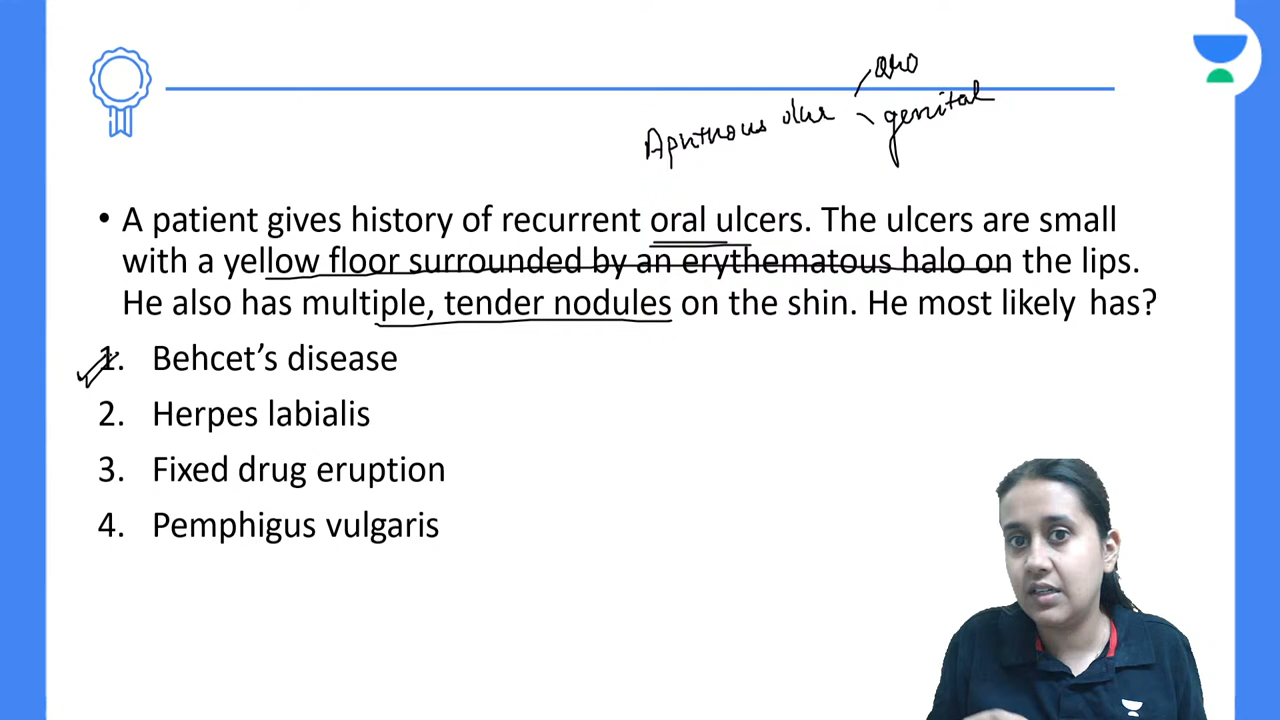 oro
Aphthous ulcer
genital
• A patient gives history of recurrent oral ulcers. The ulcers are small
with a yellow floor surrounded by an erythematous halo on the lips.
He also has multiple, tender nodules on the shin. He most likely has?
1. Behcet’s disease
2. Herpes labialis
3. Fixed drug eruption
4. Pemphigus vulgaris